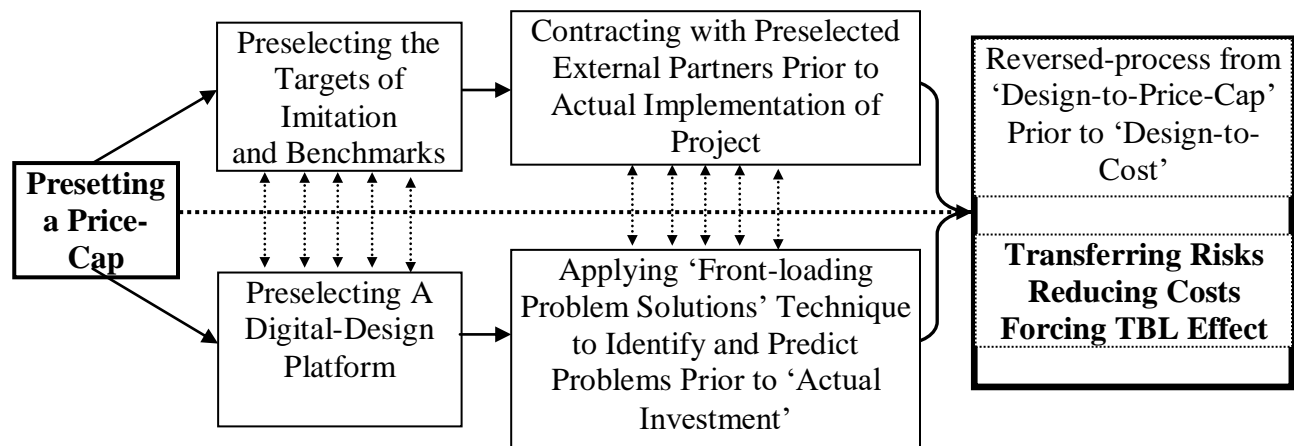 Presetting
a Price-
Cap
Preselecting the
Targets of
Imitation
and Benchmarks
Preselecting A
Digital-Design
Platform
Contracting with Preselected
External Partners Prior to
Actual Implementation of
Project
Applying ‘Front-loading
Problem Solutions’ Technique
to Identify and Predict
Problems Prior to ‘Actual
Investment’
Reversed-process from
‘Design-to-Price-Cap’
Prior to ‘Design-to-
Cost’
Transferring Risks
Reducing Costs
Forcing TBL Effect